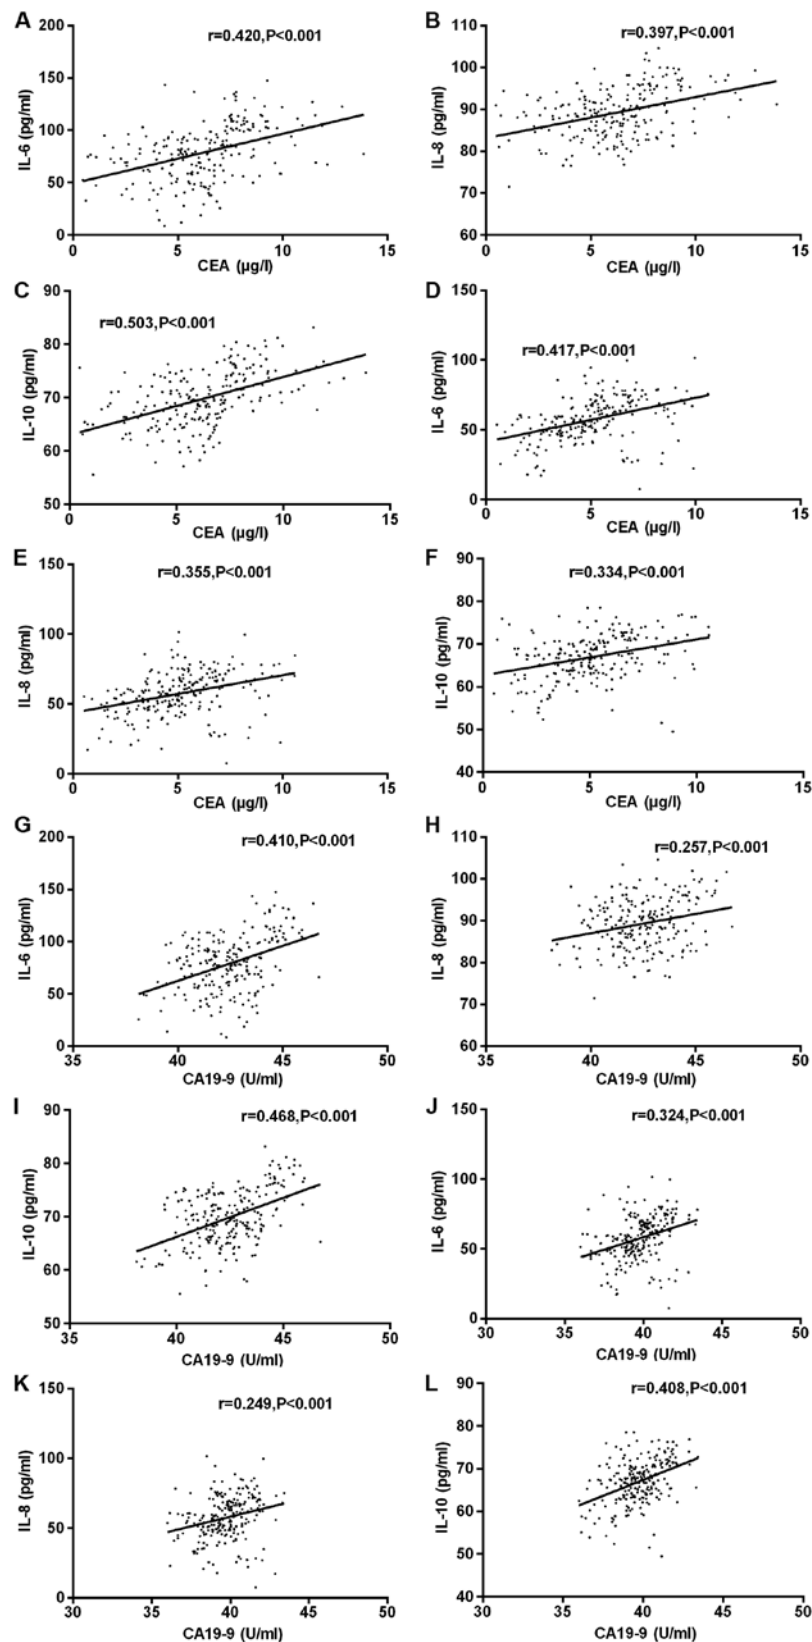 A
r=0.420,P<0.001
200
150
100
50
0
IL-6 (pg/ml)
0 5 10 15
CEA (µg/l)
B
r=0.397,P<0.001
110
100
90
80
70
60
IL-8 (pg/ml)
0 5 10 15
CEA (µg/l)
C
r=0.503,P<0.001
90
80
70
60
50
IL-10 (pg/ml)
0 5 10 15
CEA (µg/l)
D
r=0.417,P<0.001
150
100
50
0
IL-6 (pg/ml)
0 5 10 15
CEA (µg/l)
E
r=0.355,P<0.001
150
100
50
0
IL-8 (pg/ml)
0 5 10 15
CEA (µg/l)
F
r=0.334,P<0.001
90
80
70
60
50
40
IL-10 (pg/ml)
0 5 10 15
CEA (µg/l)
G
r=0.410,P<0.001
200
150
100
50
0
IL-6 (pg/ml)
35 40 45 50
CA19-9 (U/ml)
H
r=0.257,P<0.001
110
100
90
80
70
60
IL-8 (pg/ml)
35 40 45 50
CA19-9 (U/ml)
I
r=0.468,P<0.001
90
80
70
60
50
IL-10 (pg/ml)
35 40 45 50
CA19-9 (U/ml)
J
r=0.324,P<0.001
150
100
50
0
IL-6 (pg/ml)
30 35 40 45 50
CA19-9 (U/ml)
K
r=0.249,P<0.001
150
100
50
0
IL-8 (pg/ml)
30 35 40 45 50
CA19-9 (U/ml)
L
r=0.408,P<0.001
90
80
70
60
50
40
IL-10 (pg/ml)
30 35 40 45 50
CA19-9 (U/ml)